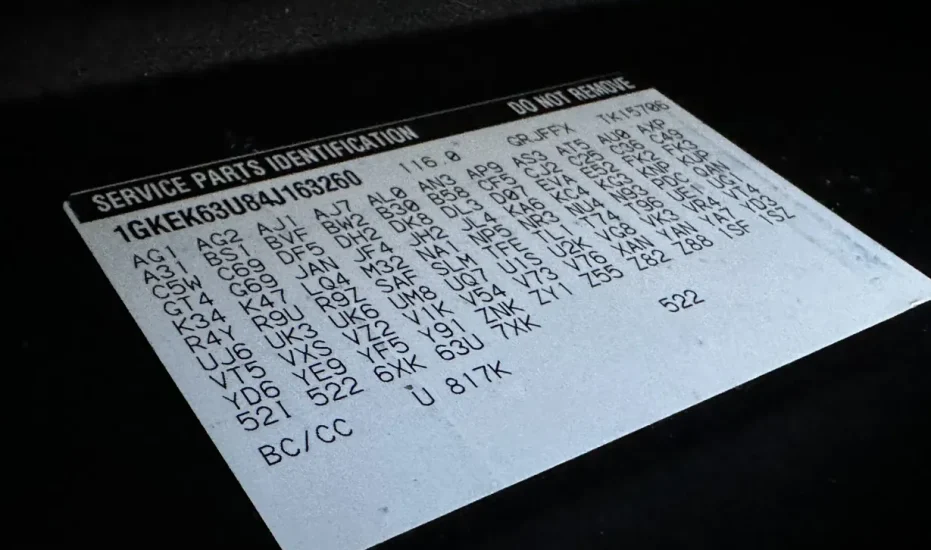 SERVICE PARTS IDENTIFICATION DO NOT REMOVE
1GKEK63U84J163260 116.0 GRJFFX TK15706
AG1 AG2 AJ1 AJ7 AL0 AN3 AP9 AS3 AT5 AU0 AXP
A31 BS1 BVF BW2 B30 B58 CF5 CJ2 C25 C36 C49
C5W C69 DF5 DH2 DK8 DL3 D07 EVA E52 FK2 FK3
GT4 G69 JAN JF4 JH2 JL4 KA6 KC4 KG3 KNP KUP
K34 K47 LQ4 M32 NA1 NP5 NR3 NU4 N93 PDC QAN
R4Y R9U R9Z SAF SLM TFE TL1 T74 T96 UE1 UG1
UJ6 UK3 UK6 UM8 UQ7 U1S U2K VG8 VK3 VR4 VT4
VT5 VXS VZ2 V1K V54 V73 V76 XAN YAN YA7 YD3
YD6 YE9 YF5 Y91 ZNK ZY1 Z55 Z82 Z88 1SF 1SZ
521 522 6XK 63U 7XK 522
BC/CC U 817K